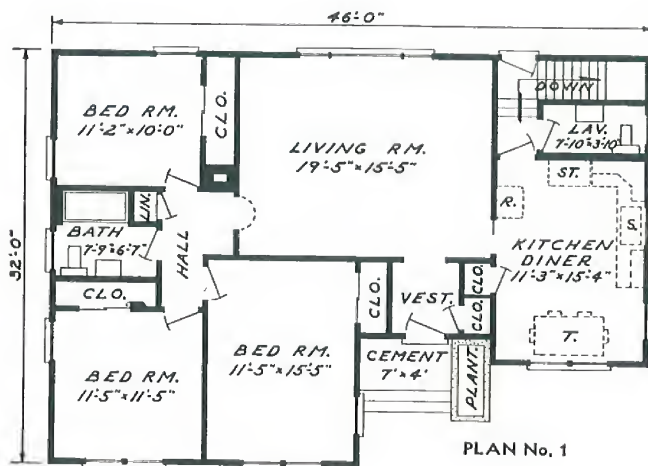 46'-0"
BED RM.
11'-2"x10'-0"
CLO.
LIVING RM.
19'-5"x15'-5"
DOWN
LAV.
7'-10"x3'-10"
ST.
R.
S.
KITCHEN
DINER
11'-3"x15'-4"
T.
LIN.
BATH
7'-9"x6'-7"
HALL
32'-0"
CLO.
BED RM.
11'-5"x11'-5"
BED RM.
11'-5"x15'-5"
CLO.
VEST.
CLO.
CLO.
CEMENT
7'x4'
PLANT.
PLAN No. 1